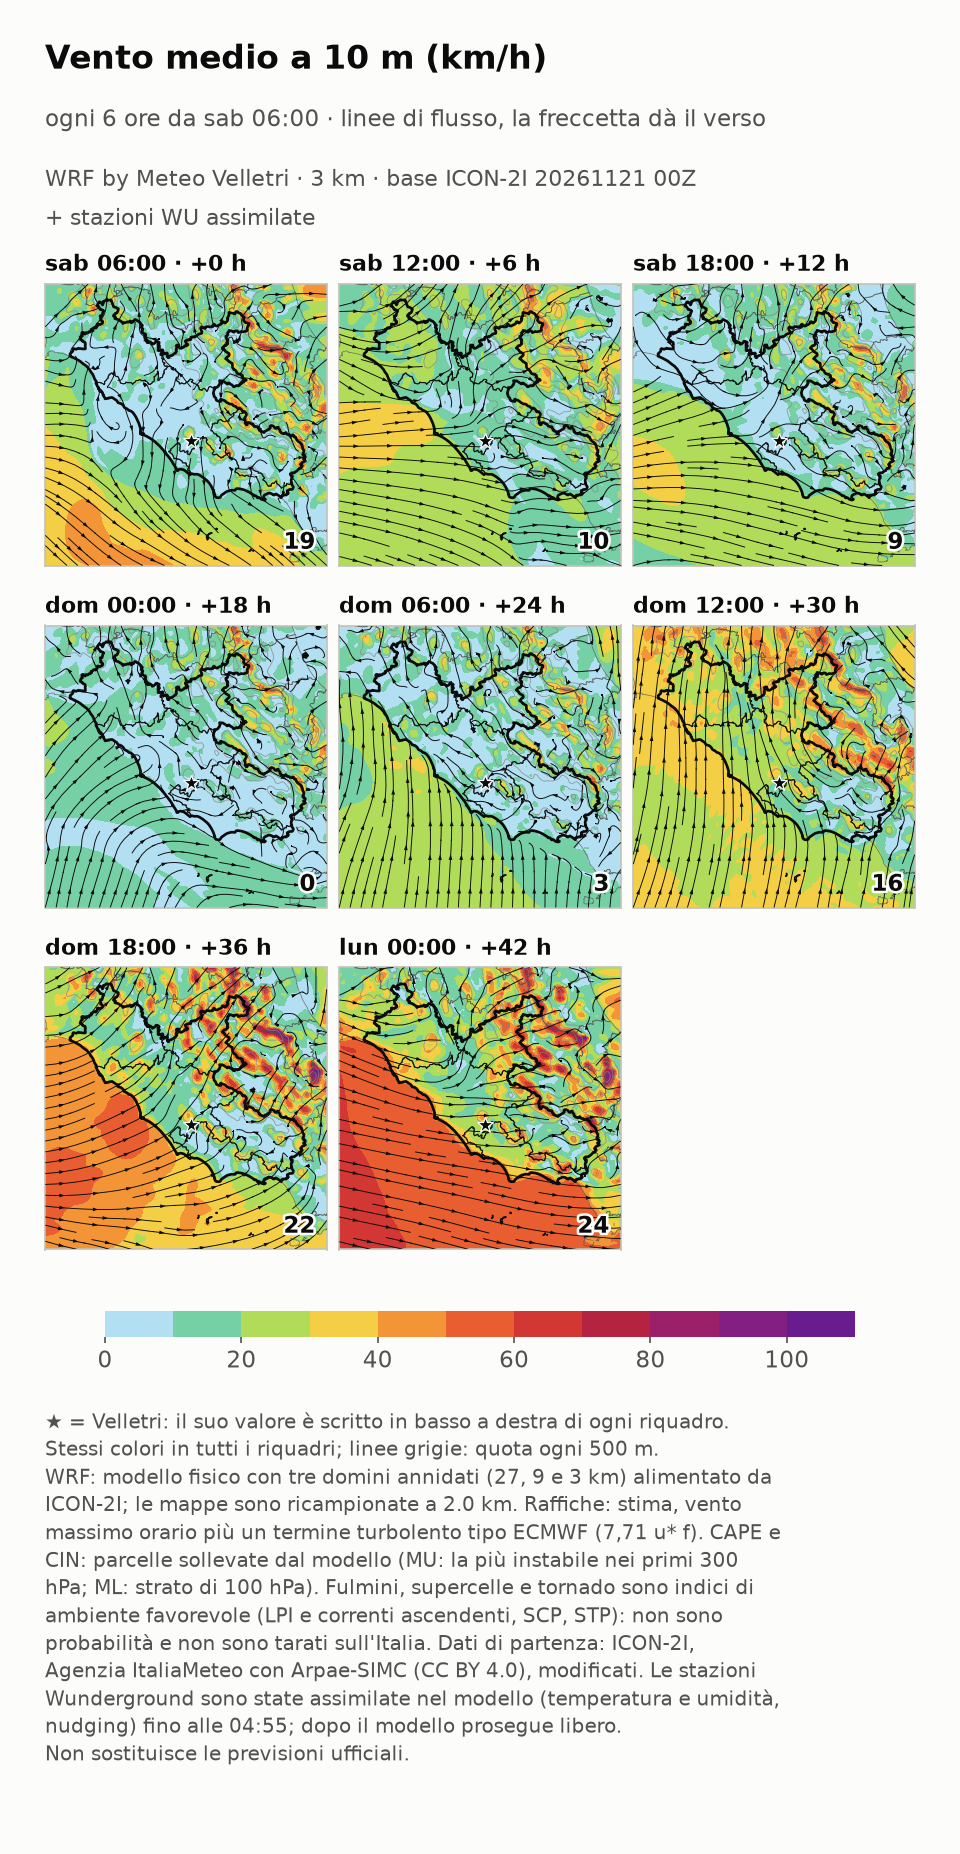 Vento medio a 10 m (km/h)
ogni 6 ore da sab 06:00 · linee di flusso, la freccetta dà il verso
WRF by Meteo Velletri · 3 km · base ICON-2I 20261121 00Z
+ stazioni WU assimilate
sab 06:00 · +0 h
sab 12:00 · +6 h
sab 18:00 · +12 h
19
10
9
dom 00:00 · +18 h
dom 06:00 · +24 h
dom 12:00 · +30 h
0
3
16
dom 18:00 · +36 h
lun 00:00 · +42 h
22
24
0 20 40 60 80 100
★ = Velletri: il suo valore è scritto in basso a destra di ogni riquadro.
Stessi colori in tutti i riquadri; linee grigie: quota ogni 500 m.
WRF: modello fisico con tre domini annidati (27, 9 e 3 km) alimentato da
ICON-2I; le mappe sono ricampionate a 2.0 km. Raffiche: stima, vento
massimo orario più un termine turbolento tipo ECMWF (7,71 u* f). CAPE e
CIN: parcelle sollevate dal modello (MU: la più instabile nei primi 300
hPa; ML: strato di 100 hPa). Fulmini, supercelle e tornado sono indici di
ambiente favorevole (LPI e correnti ascendenti, SCP, STP): non sono
probabilità e non sono tarati sull'Italia. Dati di partenza: ICON-2I,
Agenzia ItaliaMeteo con Arpae-SIMC (CC BY 4.0), modificati. Le stazioni
Wunderground sono state assimilate nel modello (temperatura e umidità,
nudging) fino alle 04:55; dopo il modello prosegue libero.
Non sostituisce le previsioni ufficiali.